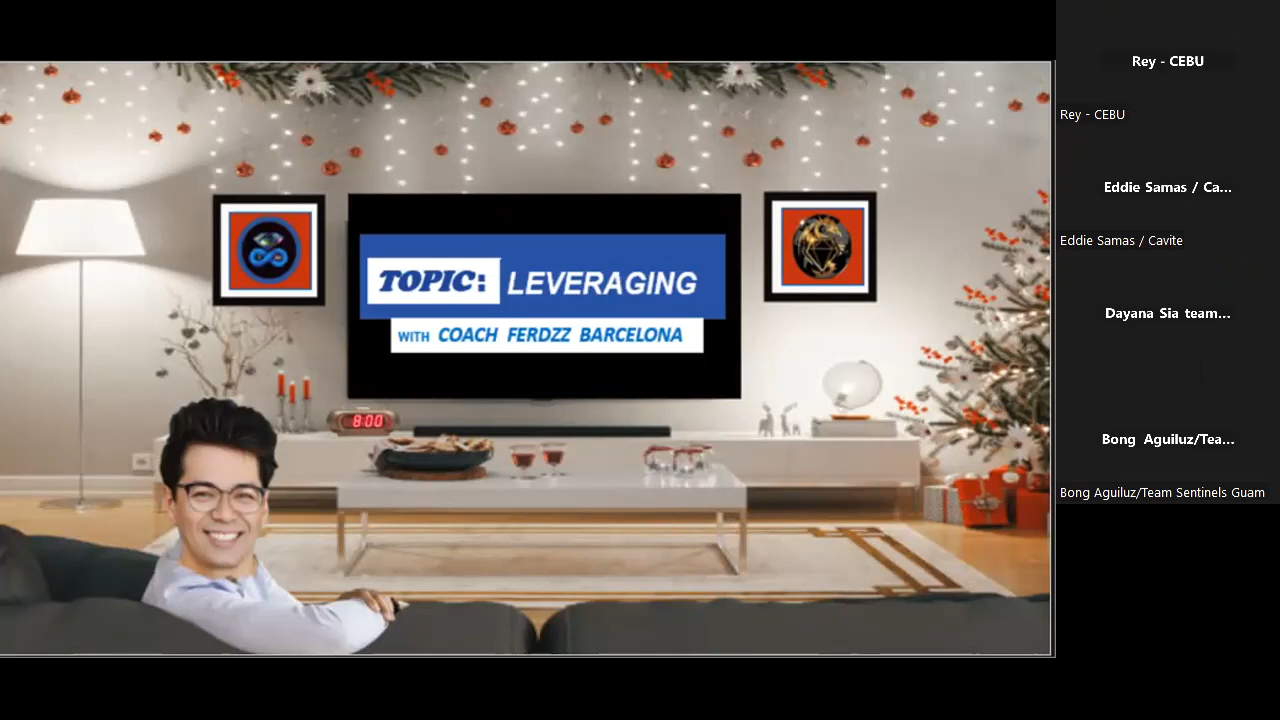 TOPIC: LEVERAGING
WITH COACH FERDZZ BARCELONA
8:00
Rey - CEBU
Rey - CEBU
Eddie Samas / Ca...
Eddie Samas / Cavite
Dayana Sia team...
Bong Aguiluz/Tea...
Bong Aguiluz/Team Sentinels Guam